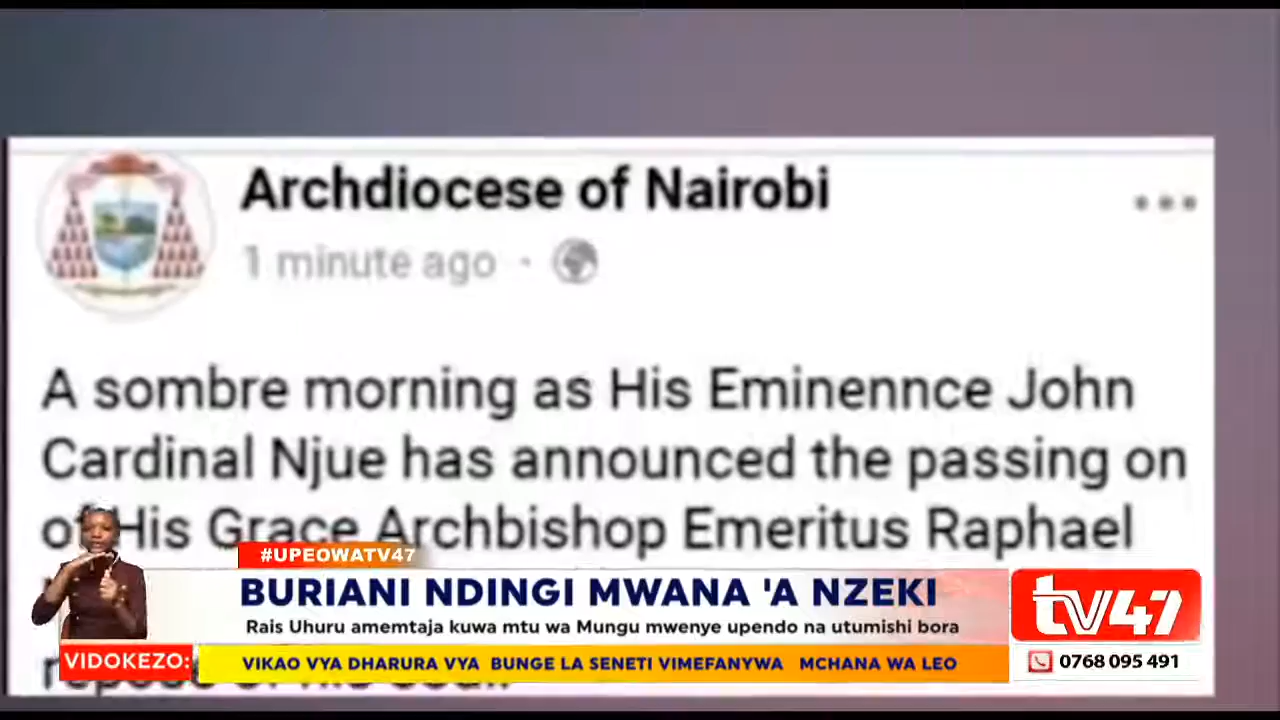 Archdiocese of Nairobi
1 minute ago
A sombre morning as His Eminennce John
Cardinal Njue has announced the passing on
of His Grace Archbishop Emeritus Raphael
#UPEOWATV47
BURIANI NDINGI MWANA 'A NZEKI
Rais Uhuru amemtaja kuwa mtu wa Mungu mwenye upendo na utumishi bora
tv47
VIDOKEZO:
VIKAO VYA DHARURA VYA BUNGE LA SENETI VIMEFANYWA MCHANA WA LEO
0768 095 491